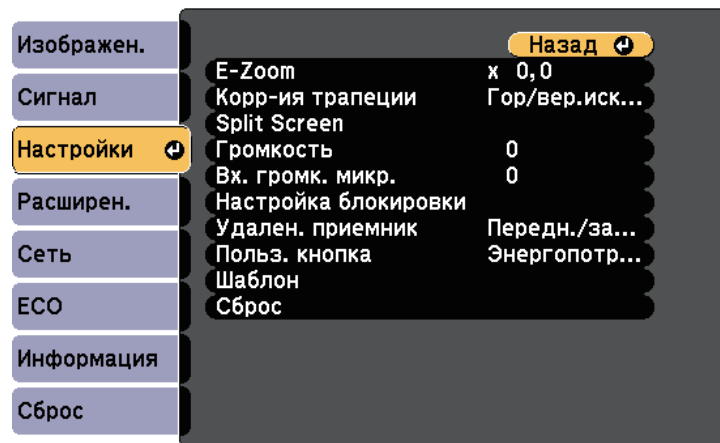 Изображен.
Сигнал
Настройки
Расширен.
Сеть
ECO
Информация
Сброс
Назад
E-Zoom x 0,0
Корр-ия трапеции Гор/вер.иск...
Split Screen
Громкость 0
Вх. громк. микр. 0
Настройка блокировки
Удален. приемник Передн./за...
Польз. кнопка Энергопотр...
Шаблон
Сброс